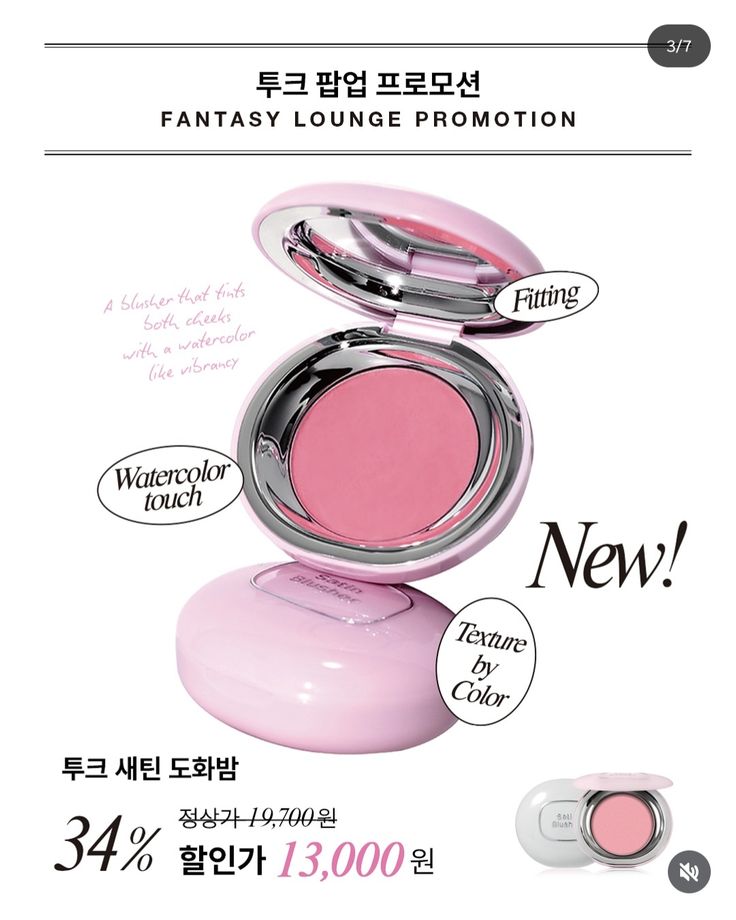 3/7
투크 팝업 프로모션
FANTASY LOUNGE PROMOTION
A blusher that tints
both cheeks
with a watercolor
like vibrancy
Fitting
Watercolor
touch
New!
Satin
Blusher
Texture
by
Color
투크 새틴 도화밤
34%
정상가 19,700원
할인가 13,000원